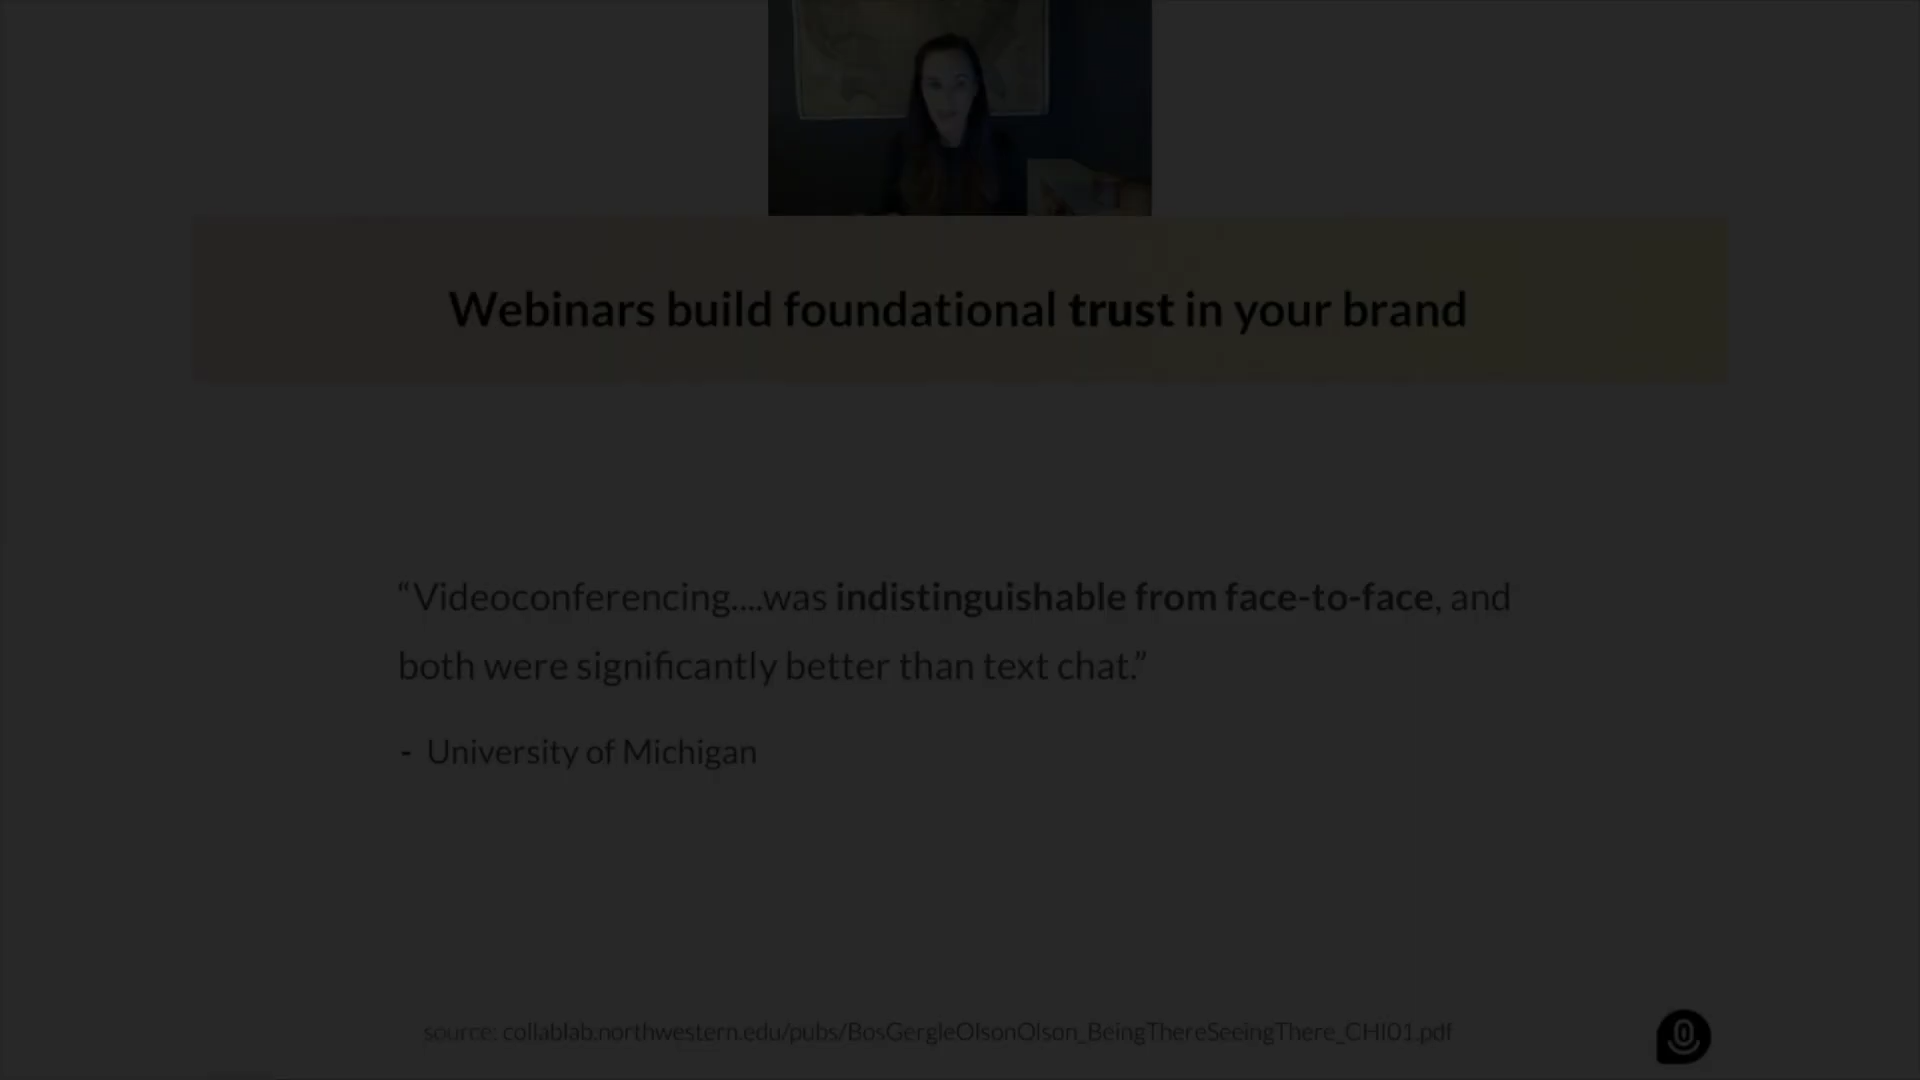 Webinars build foundational trust in your brand
“Videoconferencing....was indistinguishable from face-to-face, and
both were significantly better than text chat.”
- University of Michigan
source: collablab.northwestern.edu/pubs/BosGergleOlsonOlson_BeingThereSeeingThere_CHI01.pdf